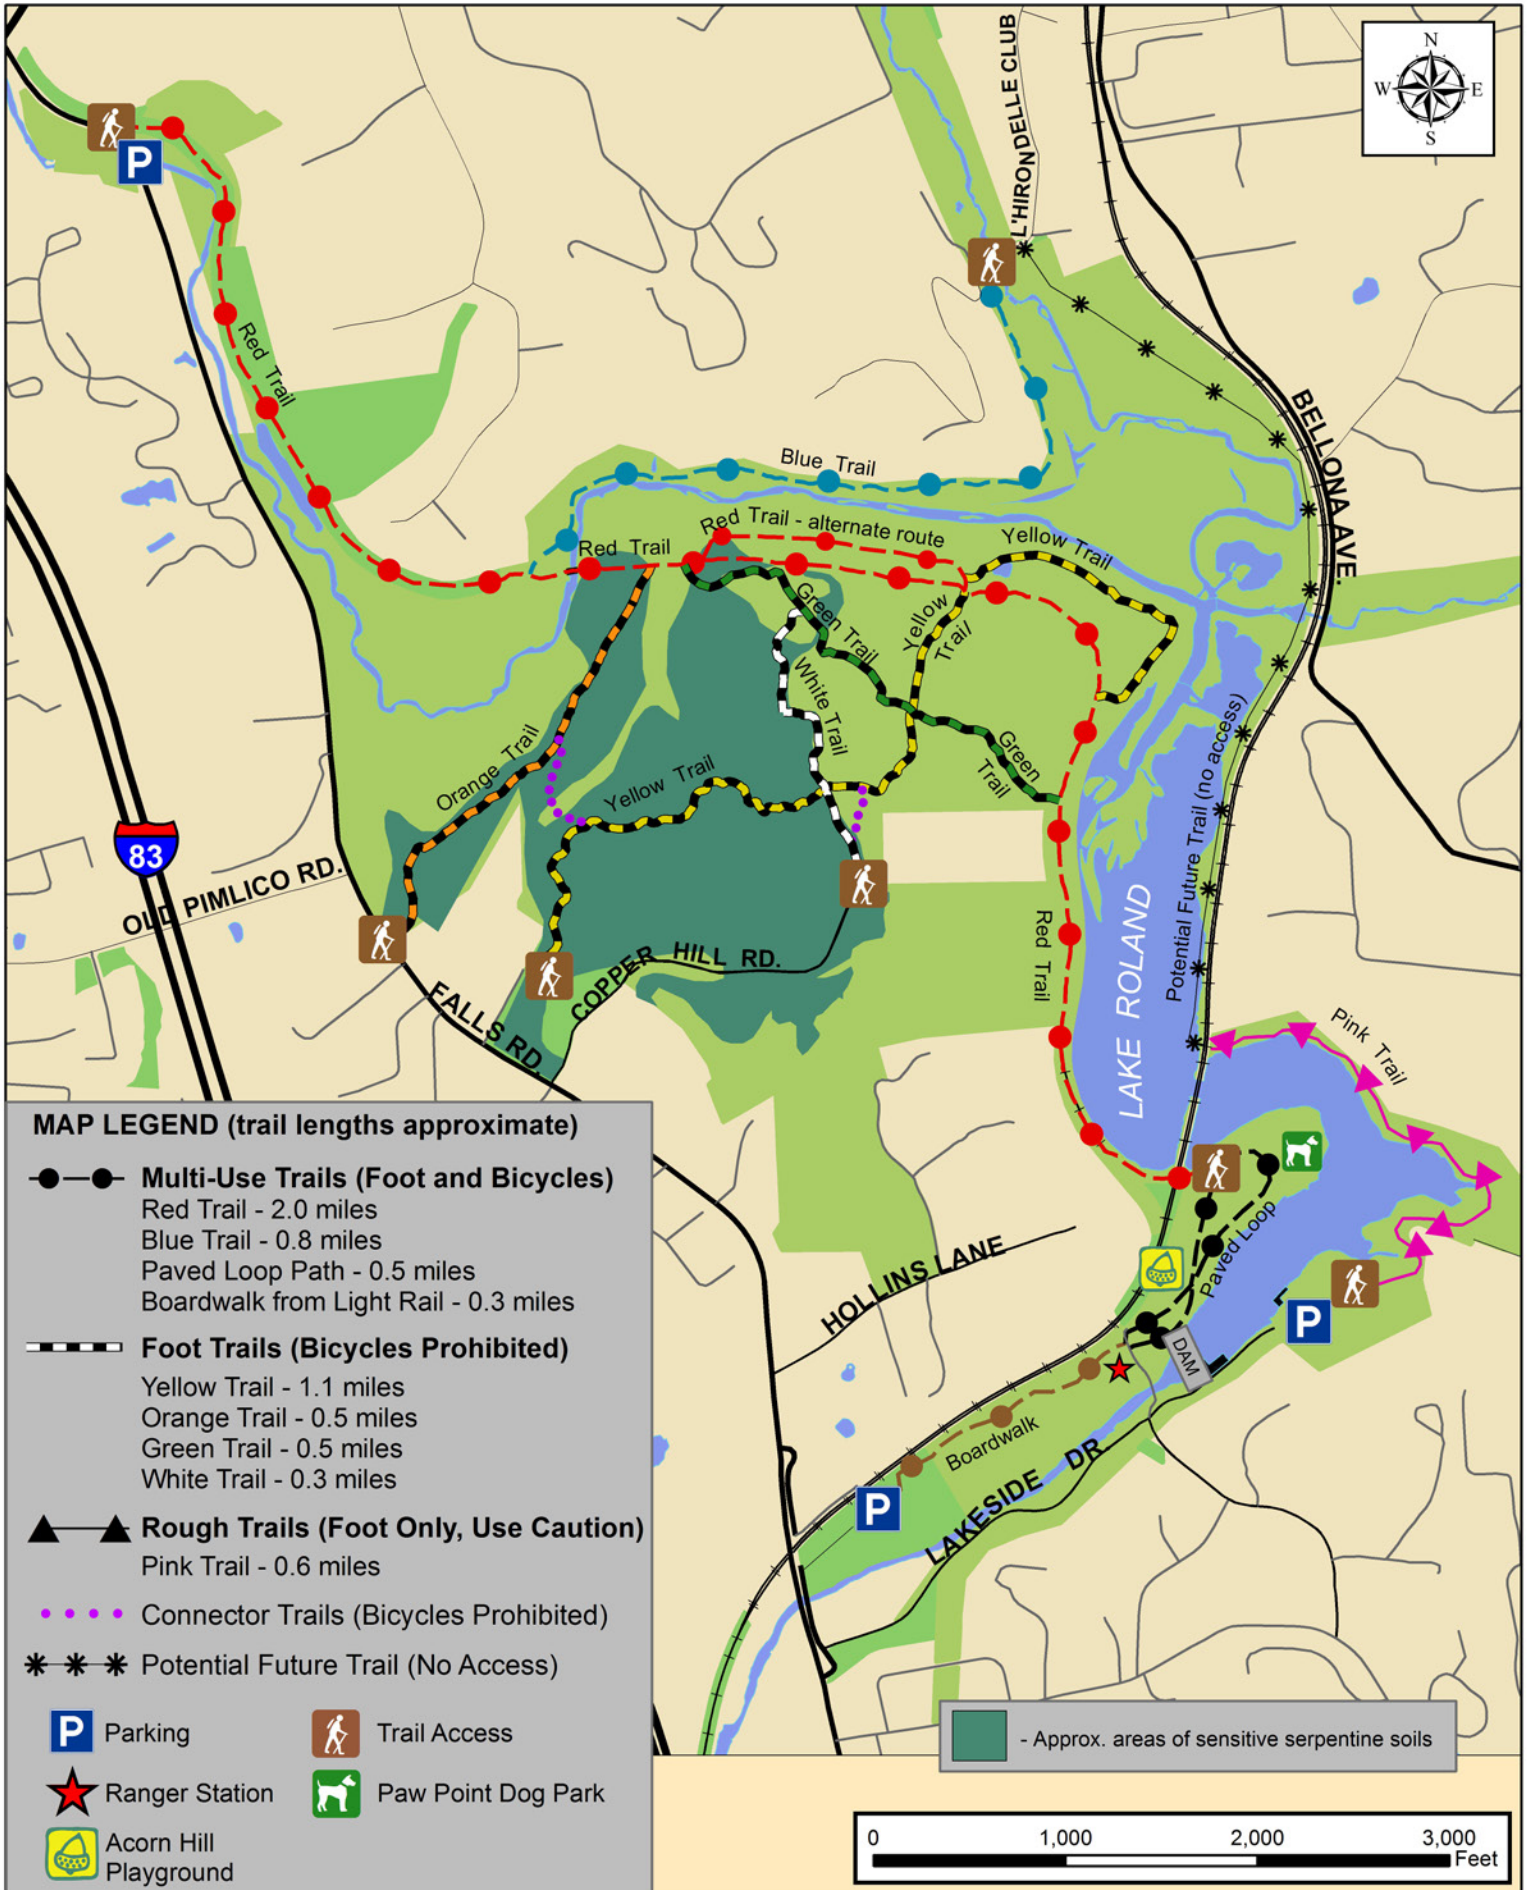 N
W E
S
L'HIRONDELLE CLUB
P
Red Trail
BELLONA AVE.
Blue Trail
Red Trail - alternate route
Yellow Trail
Red Trail
Green Trail
Yellow Trail
White Trail
Orange Trail
Yellow Trail
Green Trail
Potential Future Trail (no access)
83
OLD PIMLICO RD.
LAKE ROLAND
Red Trail
COPPER HILL RD.
FALLS RD.
Pink Trail
Paved Loop
HOLLINS LANE
P
DAM
Boardwalk
P
LAKESIDE DR.
MAP LEGEND (trail lengths approximate)
Multi-Use Trails (Foot and Bicycles)
Red Trail - 2.0 miles
Blue Trail - 0.8 miles
Paved Loop Path - 0.5 miles
Boardwalk from Light Rail - 0.3 miles
Foot Trails (Bicycles Prohibited)
Yellow Trail - 1.1 miles
Orange Trail - 0.5 miles
Green Trail - 0.5 miles
White Trail - 0.3 miles
Rough Trails (Foot Only, Use Caution)
Pink Trail - 0.6 miles
Connector Trails (Bicycles Prohibited)
Potential Future Trail (No Access)
P Parking
Trail Access
Ranger Station
Paw Point Dog Park
Acorn Hill
Playground
- Approx. areas of sensitive serpentine soils
0 1,000 2,000 3,000
Feet